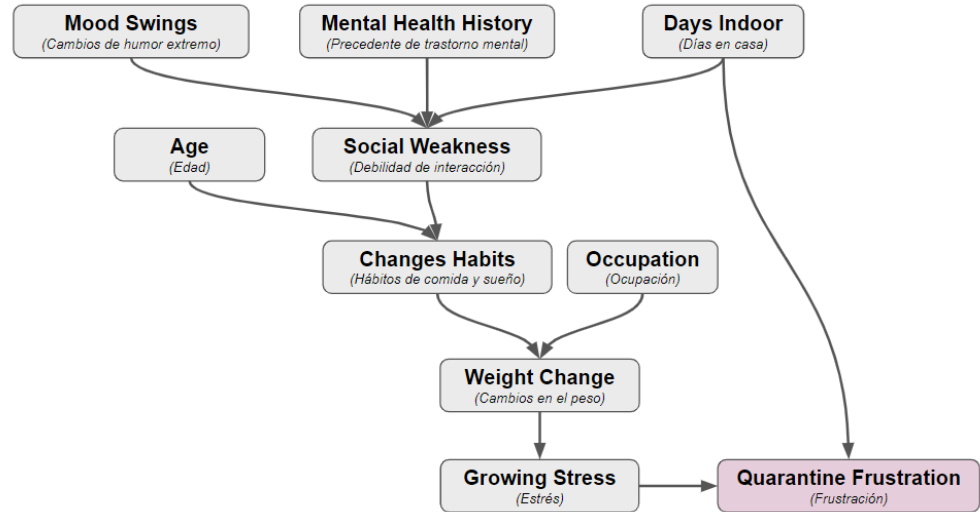 Mood Swings
(Cambios de humor extremo)
Mental Health History
(Precedente de trastorno mental)
Days Indoor
(Días en casa)
Age
(Edad)
Social Weakness
(Debilidad de interacción)
Changes Habits
(Hábitos de comida y sueño)
Occupation
(Ocupación)
Weight Change
(Cambios en el peso)
Growing Stress
(Estrés)
Quarantine Frustration
(Frustración)